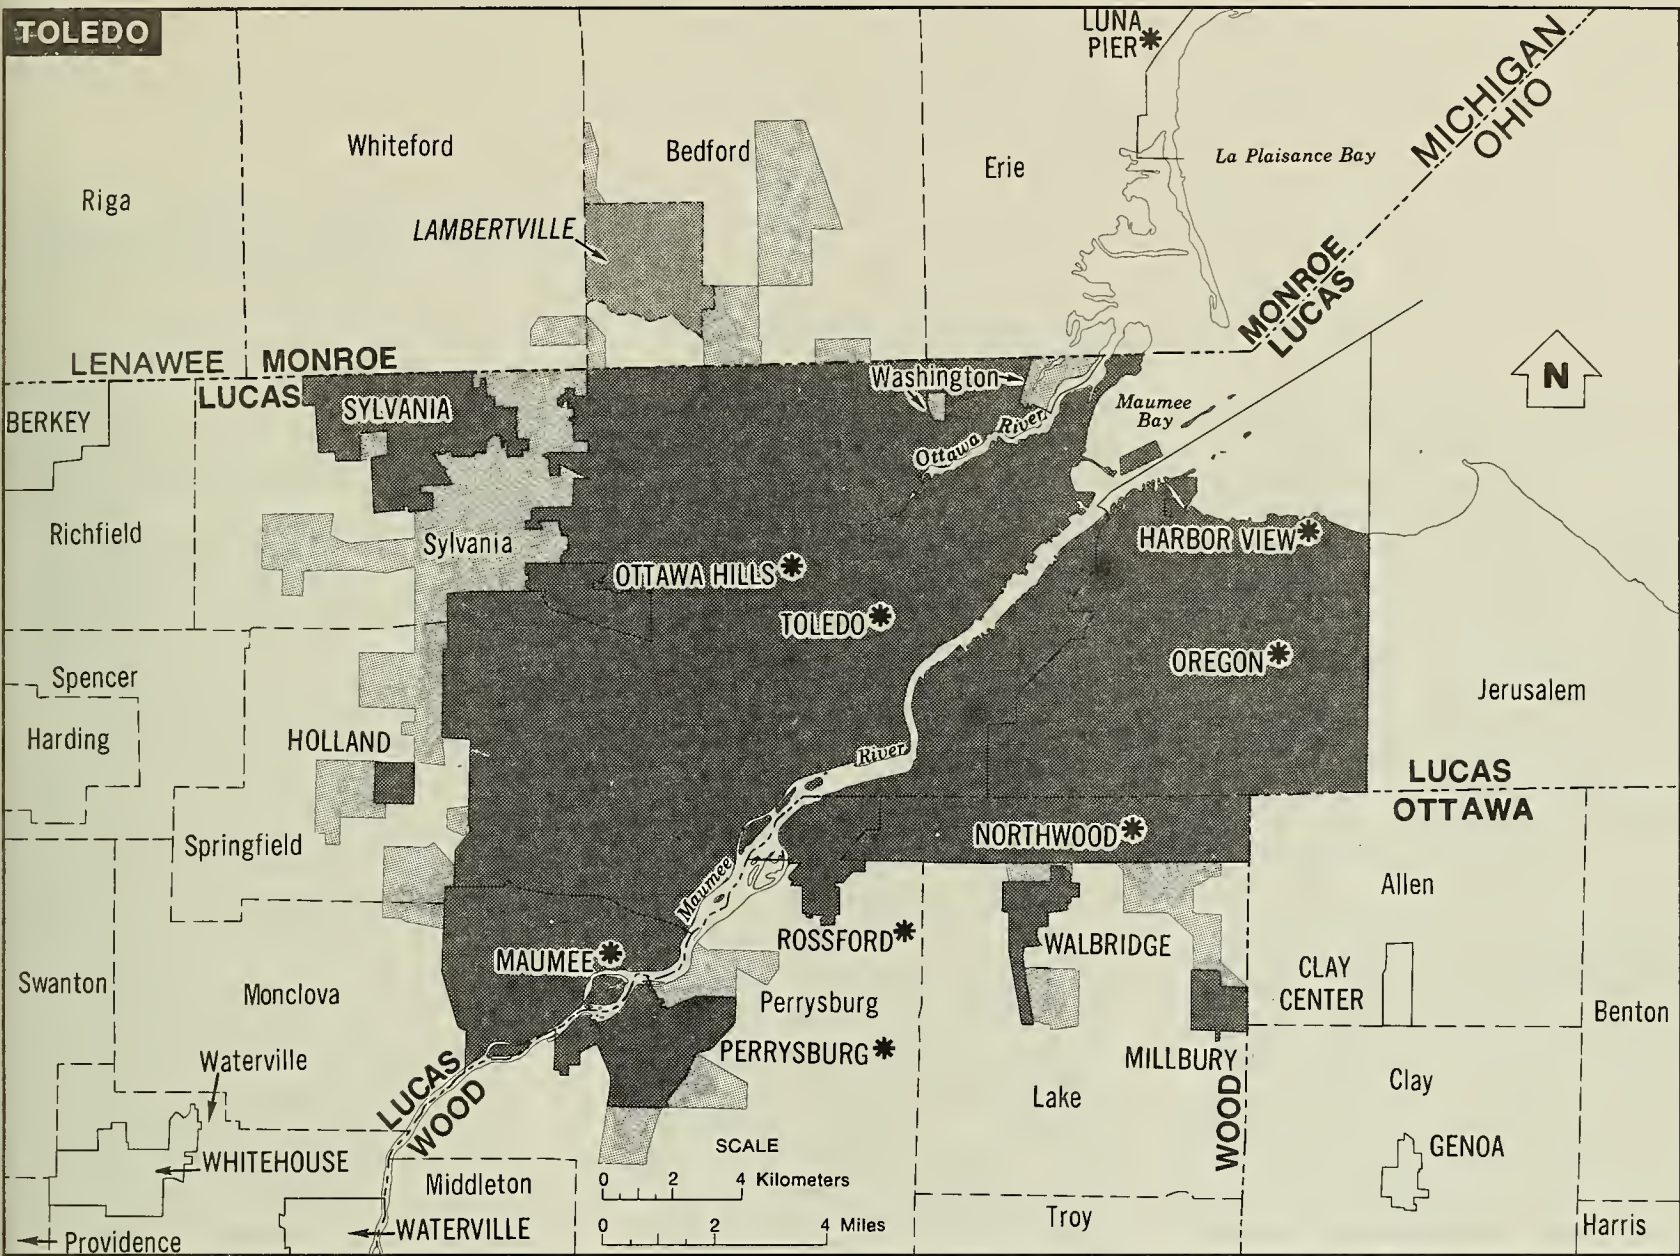 TOLEDO
LUNA
PIER
MICHIGAN
OHIO
Whiteford
Bedford
Erie
La Plaisance Bay
Riga
LAMBERTVILLE
MONROE
LUCAS
LENAWEE
MONROE
LUCAS
N
BERKEY
SYLVANIA
Washington
Maumee
Bay
Ottawa River
Richfield
Sylvania
HARBOR VIEW
OTTAWA HILLS
TOLEDO
OREGON
Spencer
Jerusalem
Harding
HOLLAND
River
LUCAS
OTTAWA
NORTHWOOD
Springfield
Maumee
Allen
ROSSFORD
WALBRIDGE
MAUMEE
Swanton
Monclova
Perrysburg
CLAY
CENTER
Benton
PERRYSBURG
MILLBURY
Waterville
LUCAS
WOOD
Lake
WOOD
Clay
SCALE
GENOA
WHITEHOUSE
0 2 4 Kilometers
Middleton
0 2 4 Miles
Troy
Harris
WATERVILLE
Providence